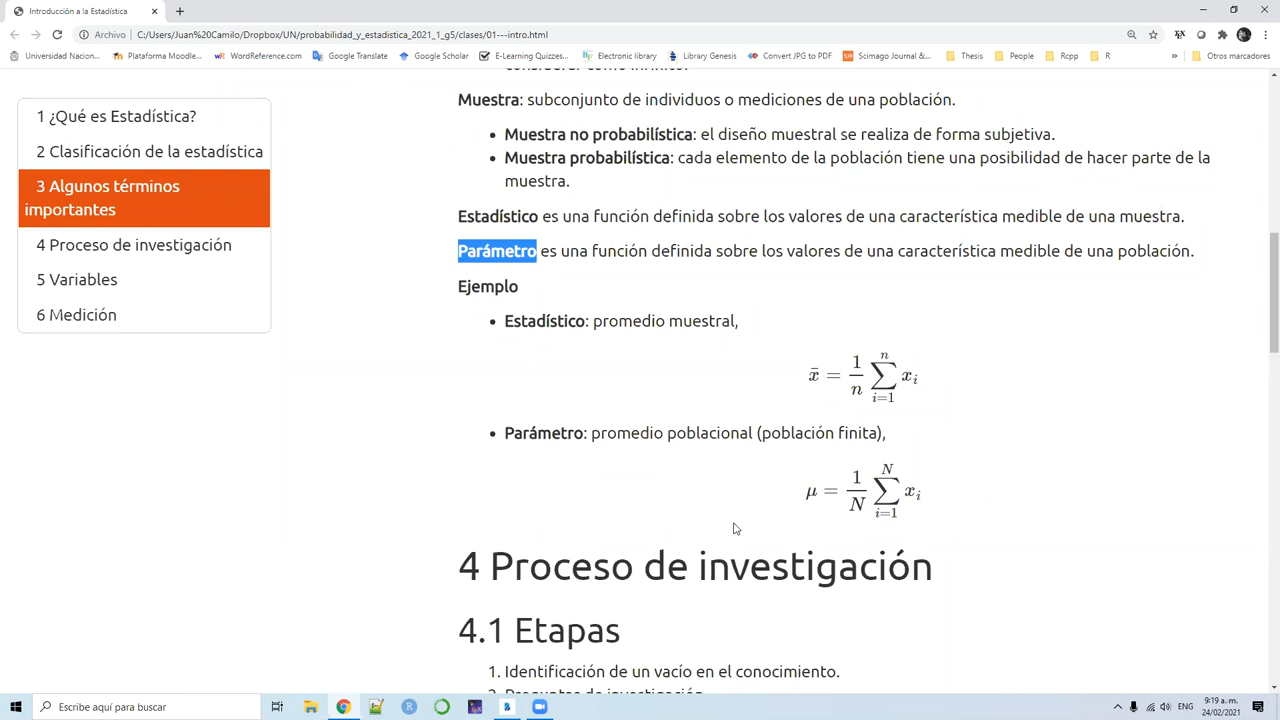 Introducción a la Estadística
Archivo | C:/Users/Juan%20Camilo/Dropbox/UN/probabilidad_y_estadistica_2021_1_g5/clases/01---intro.html
Universidad Nacion... Plataforma Moodle... WordReference.com Google Translate Google Scholar E-Learning Quizzes... Electronic library Library Genesis Convert JPG to PDF Scimago Journal &... Thesis People Rcpp R » Otros marcadores
1 ¿Qué es Estadística?
2 Clasificación de la estadística
3 Algunos términos
importantes
4 Proceso de investigación
5 Variables
6 Medición
considerar como infinito.
Muestra: subconjunto de individuos o mediciones de una población.
• Muestra no probabilística: el diseño muestral se realiza de forma subjetiva.
• Muestra probabilística: cada elemento de la población tiene una posibilidad de hacer parte de la
muestra.
Estadístico es una función definida sobre los valores de una característica medible de una muestra.
Parámetro es una función definida sobre los valores de una característica medible de una población.
Ejemplo
• Estadístico: promedio muestral,
x̄ = 1/n ∑_{i=1}^{n} x_i
• Parámetro: promedio poblacional (población finita),
μ = 1/N ∑_{i=1}^{N} x_i
4 Proceso de investigación
4.1 Etapas
1. Identificación de un vacío en el conocimiento.
2. Preguntas de investigación.
Escribe aquí para buscar
ENG
9:19 a. m.
24/02/2021